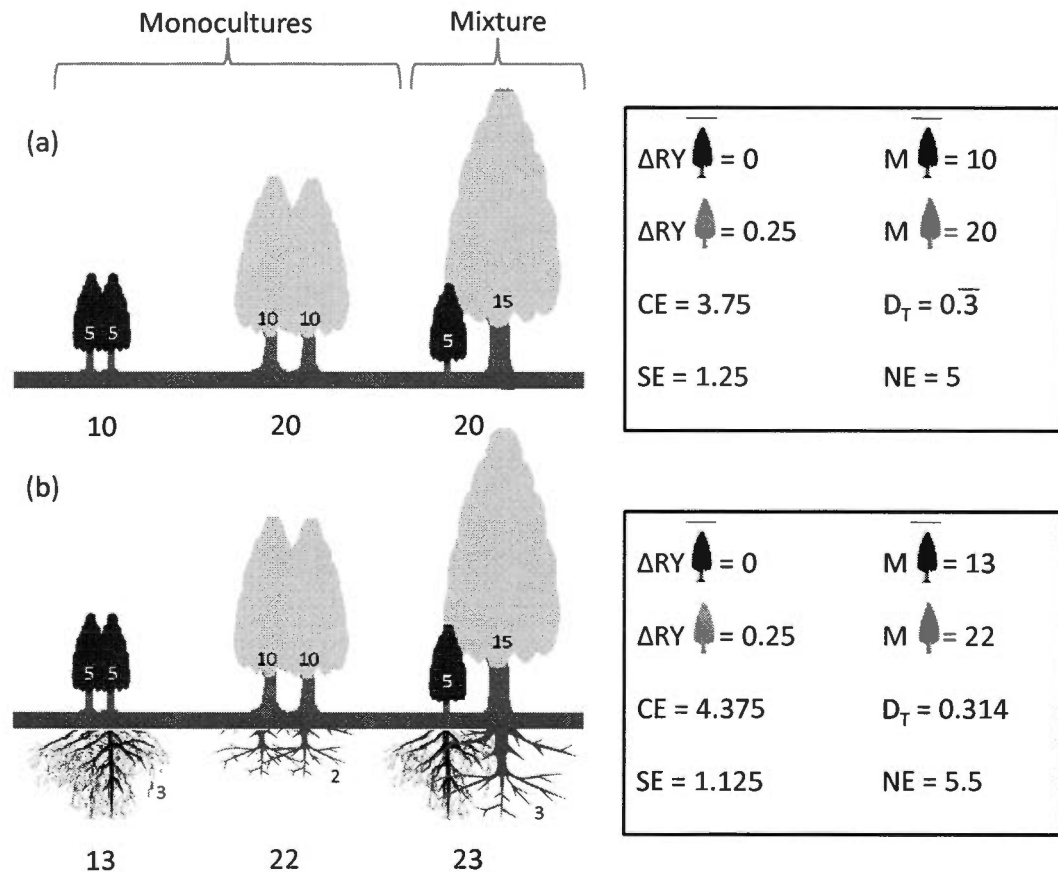 Monocultures Mixture
(a)
5 5
10 10
5 15
10 20 20
ΔRY = 0 M = 10
ΔRY = 0.25 M = 20
CE = 3.75 D_T = 0.3̅
SE = 1.25 NE = 5
(b)
5 5
10 10
5 15
3 2 3
13 22 23
ΔRY = 0 M = 13
ΔRY = 0.25 M = 22
CE = 4.375 D_T = 0.314
SE = 1.125 NE = 5.5